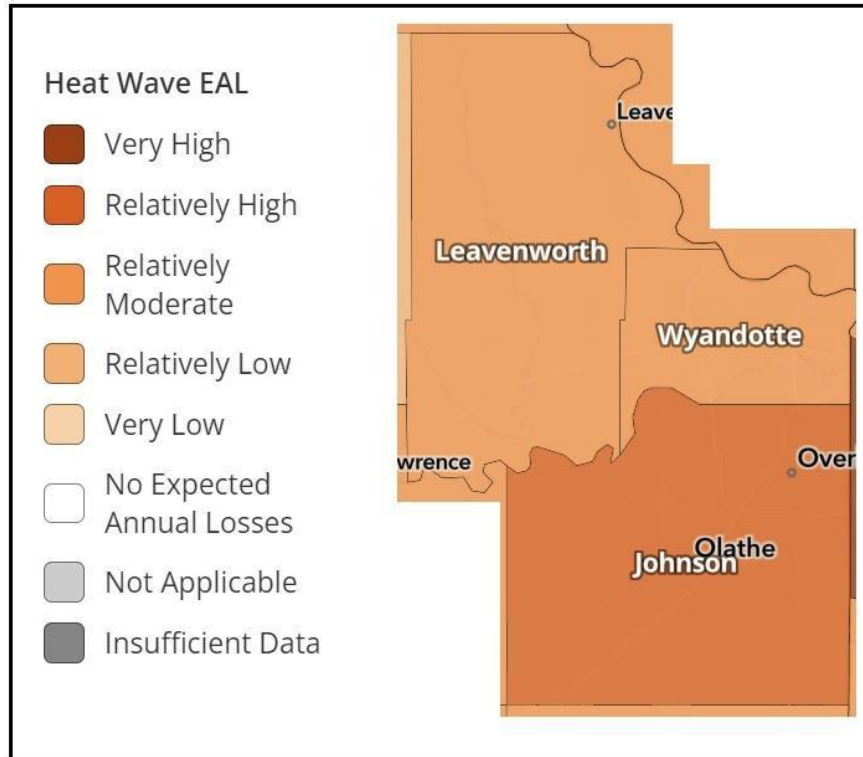 Heat Wave EAL
Very High
Relatively High
Relatively
Moderate
Relatively Low
Very Low
No Expected
Annual Losses
Not Applicable
Insufficient Data
Leave
Leavenworth
Wyandotte
wrence
Over
Olathe
Johnson